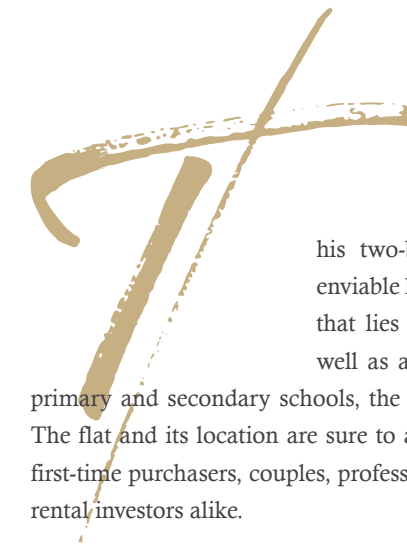 This two-
enviable
that lies
well as a
primary and secondary schools, the
The flat and its location are sure to a
first-time purchasers, couples, profess
rental investors alike.